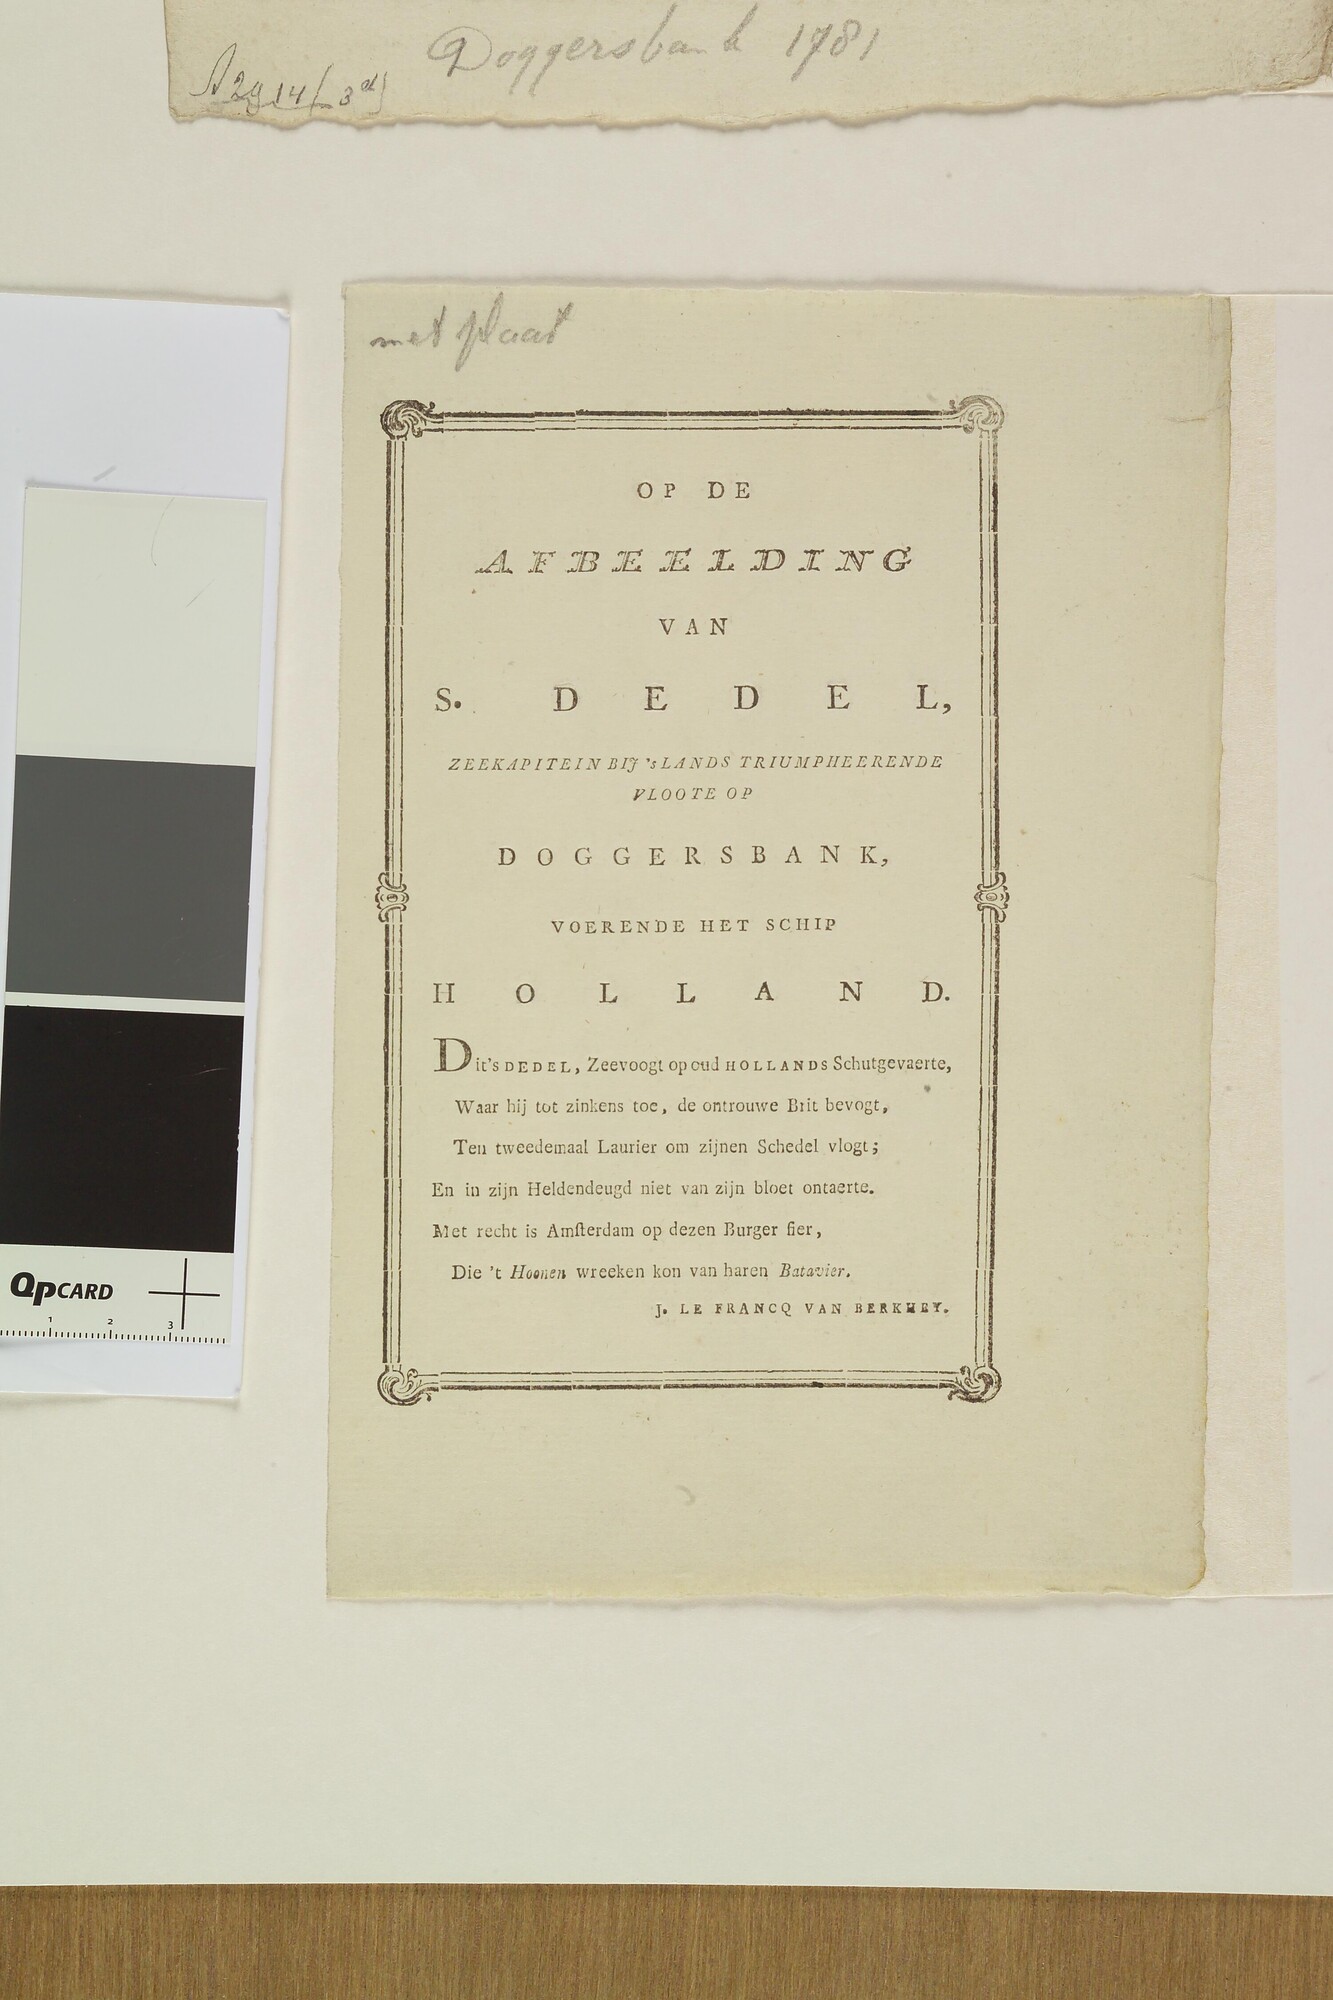 Doggersbank 1781
met plaat
OP DE
AFBEELDING
VAN
S. DEDEL,
ZEEKAPITEIN BIJ 's LANDS TRIUMPHEERENDE
VLOOTE OP
DOGGERSBANK,
VOERENDE HET SCHIP
HOLLAND.
Dit's DEDEL, Zeevoogt op oud HOLLANDS Schutgevaerte,
Waar hij tot zinkens toe, de ontrouwe Brit bevogt,
Ten tweedemaal Laurier om zijnen Schedel vlogt;
En in zijn Heldendeugd niet van zijn bloet ontaerte.
Met recht is Amſterdam op dezen Burger fier,
Die 't Hoonen wreeken kon van haren Batavier.
J. LE FRANCQ VAN BERKHEY.
QPCARD
1 2 3